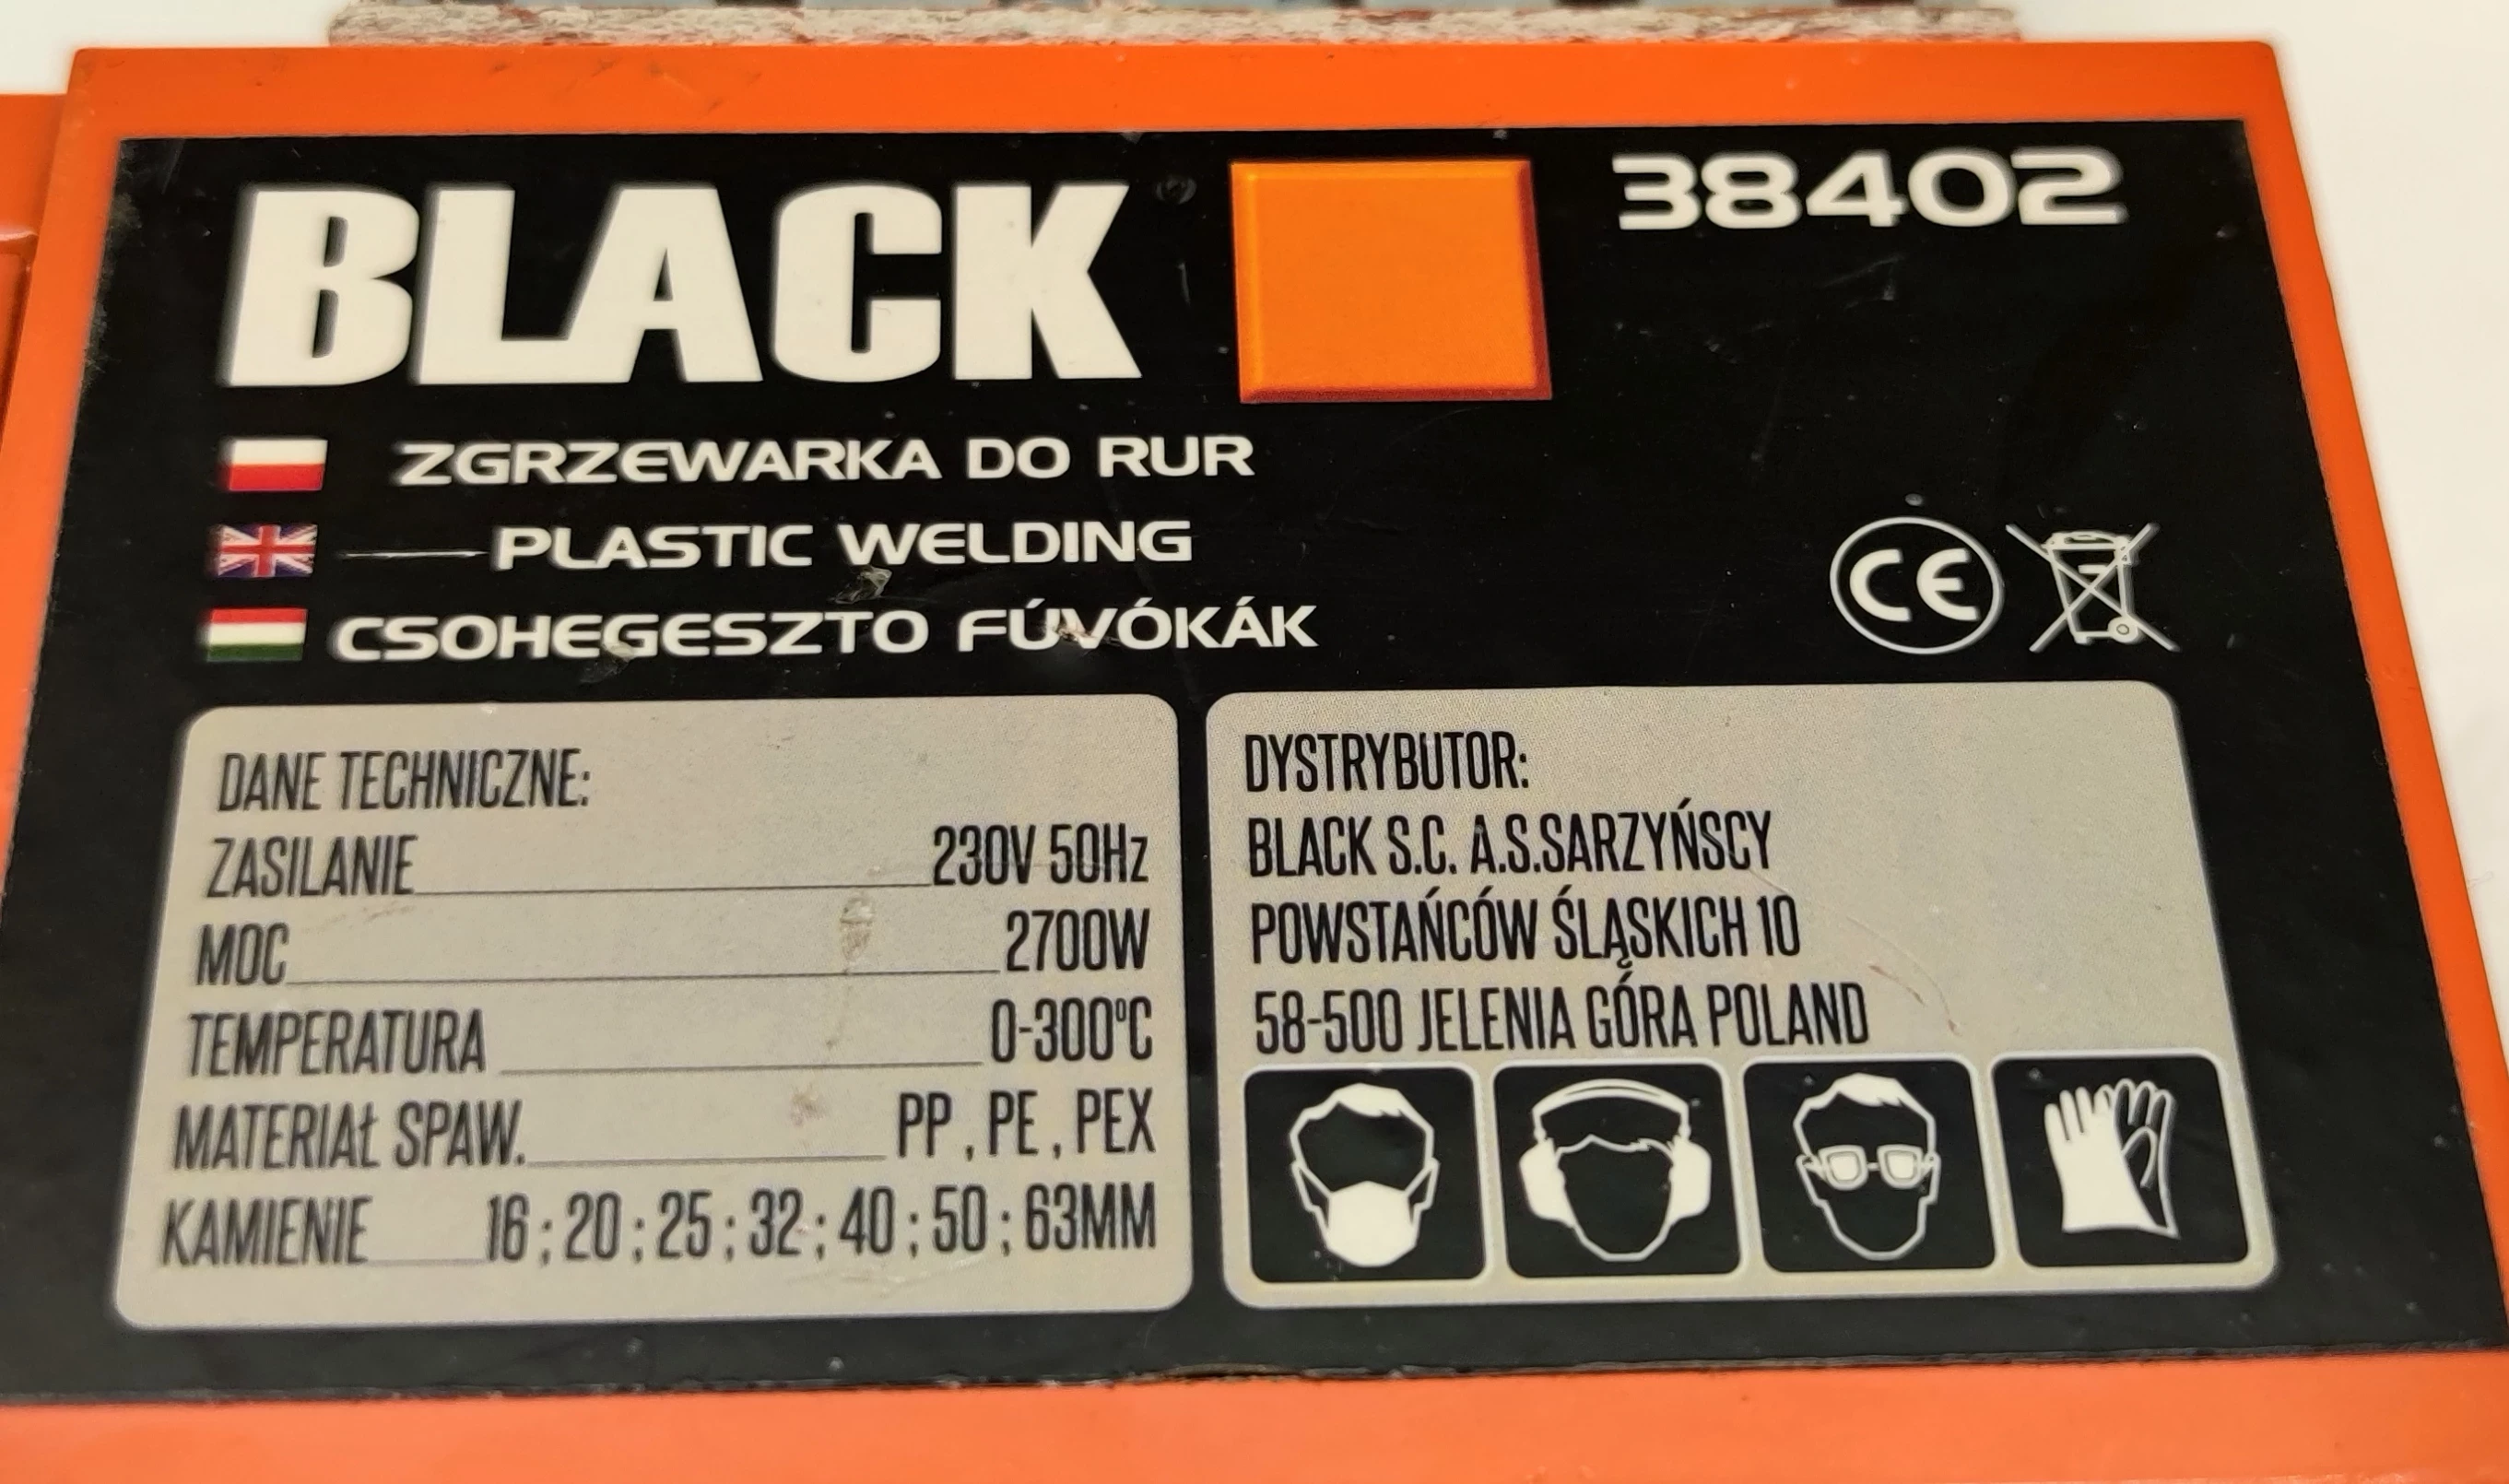 BLACK 38402
ZGRZEWARKA DO RUR
PLASTIC WELDING
CSOHEGESZTO FÚVÓKÁK
CE
DANE TECHNICZNE:
ZASILANIE 230V 50Hz
MOC 2700W
TEMPERATURA 0-300°C
MATERIAŁ SPAW. PP , PE , PEX
KAMIENIE 16 ; 20 ; 25 ; 32 ; 40 ; 50 ; 63MM
DYSTRYBUTOR:
BLACK S.C. A.S.SARZYŃSCY
POWSTAŃCÓW ŚLĄSKICH 10
58-500 JELENIA GÓRA POLAND